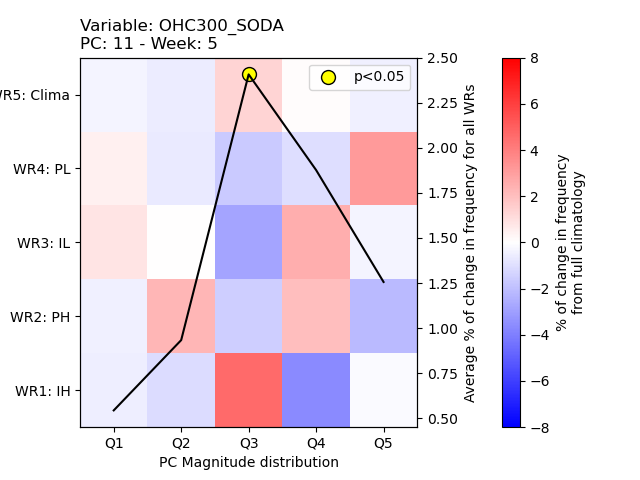 Variable: OHC300_SODA
PC: 11 - Week: 5
p<0.05
WR5: Clima
WR4: PL
WR3: IL
WR2: PH
WR1: IH
Q1 Q2 Q3 Q4 Q5
PC Magnitude distribution
2.50
2.25
2.00
1.75
1.50
1.25
1.00
0.75
0.50
Average % of change in frequency for all WRs
8
6
4
2
0
−2
−4
−6
−8
% of change in frequency
from full climatology